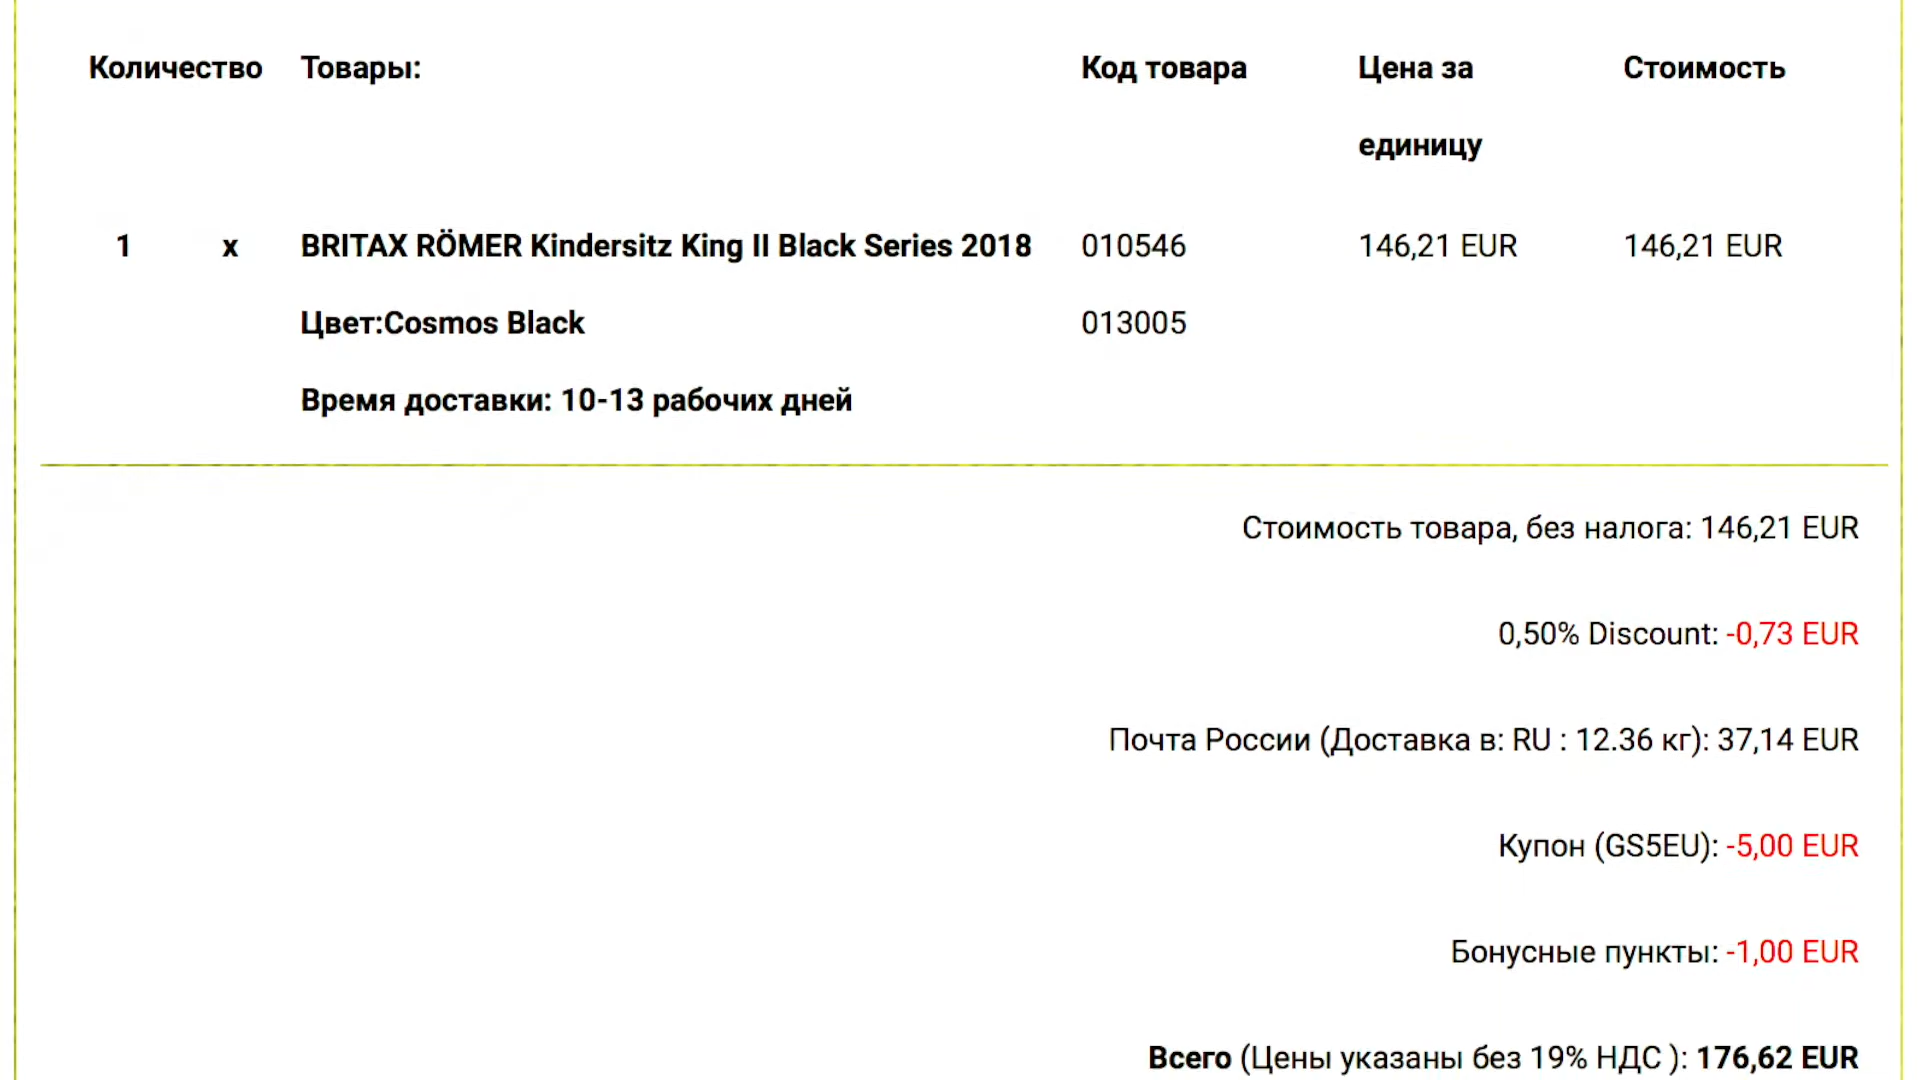 Количество Товары: Код товара Цена за Стоимость
единицу
1 x BRITAX RÖMER Kindersitz King II Black Series 2018 010546 146,21 EUR 146,21 EUR
Цвет:Cosmos Black 013005
Время доставки: 10-13 рабочих дней
Стоимость товара, без налога: 146,21 EUR
0,50% Discount: -0,73 EUR
Почта России (Доставка в: RU : 12.36 кг): 37,14 EUR
Купон (GS5EU): -5,00 EUR
Бонусные пункты: -1,00 EUR
Всего (Цены указаны без 19% НДС ): 176,62 EUR